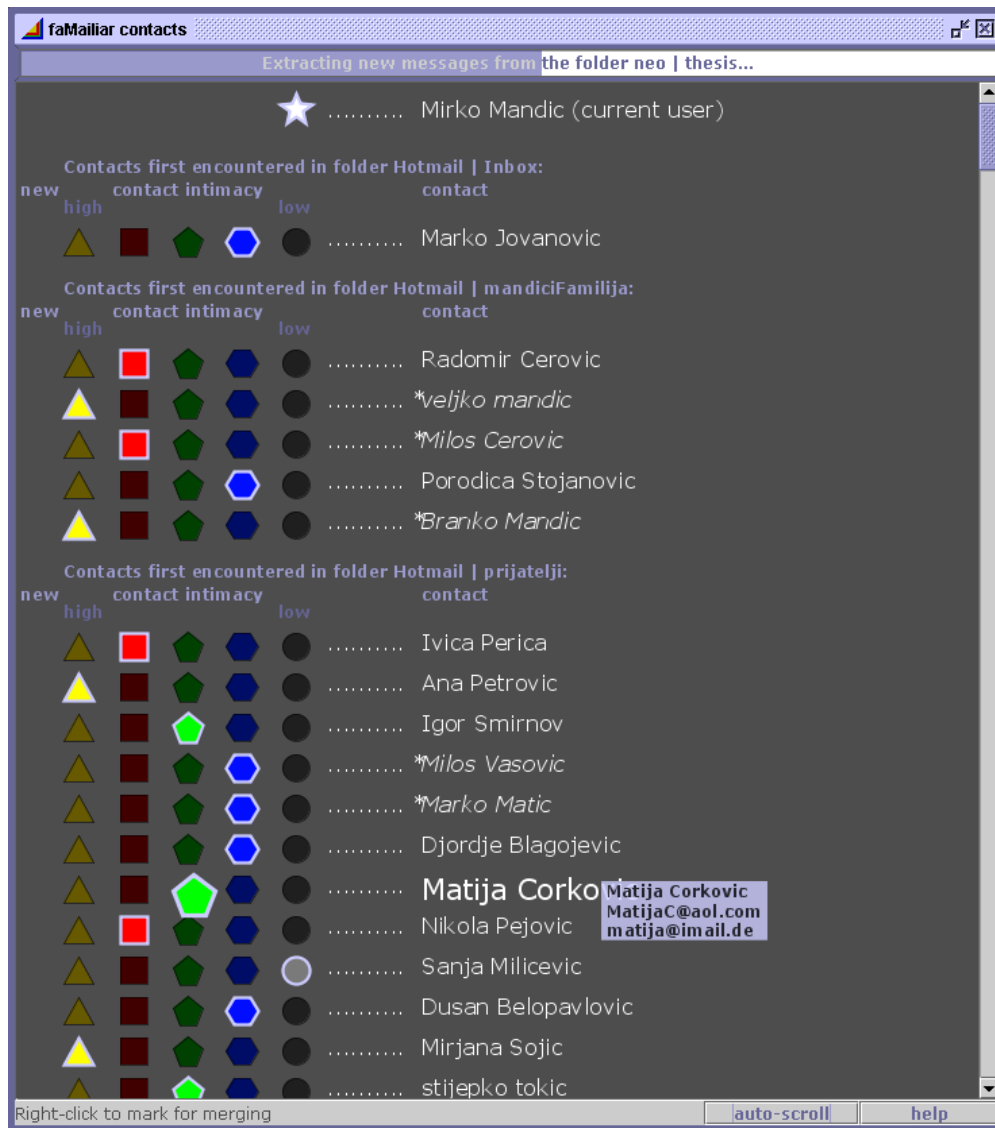 faMailiar contacts
Extracting new messages from the folder neo | thesis...
.......... Mirko Mandic (current user)
Contacts first encountered in folder Hotmail | Inbox:
new contact intimacy contact
high low
.......... Marko Jovanovic
Contacts first encountered in folder Hotmail | mandiciFamilija:
new contact intimacy contact
high low
.......... Radomir Cerovic
.......... *veljko mandic
.......... *Milos Cerovic
.......... Porodica Stojanovic
.......... *Branko Mandic
Contacts first encountered in folder Hotmail | prijatelji:
new contact intimacy contact
high low
.......... Ivica Perica
.......... Ana Petrovic
.......... Igor Smirnov
.......... *Milos Vasovic
.......... *Marko Matic
.......... Djordje Blagojevic
.......... Matija Corkovic
Matija Corkovic
MatijaC@aol.com
matija@imail.de
.......... Nikola Pejovic
.......... Sanja Milicevic
.......... Dusan Belopavlovic
.......... Mirjana Sojic
.......... stijepko tokic
Right-click to mark for merging auto-scroll help